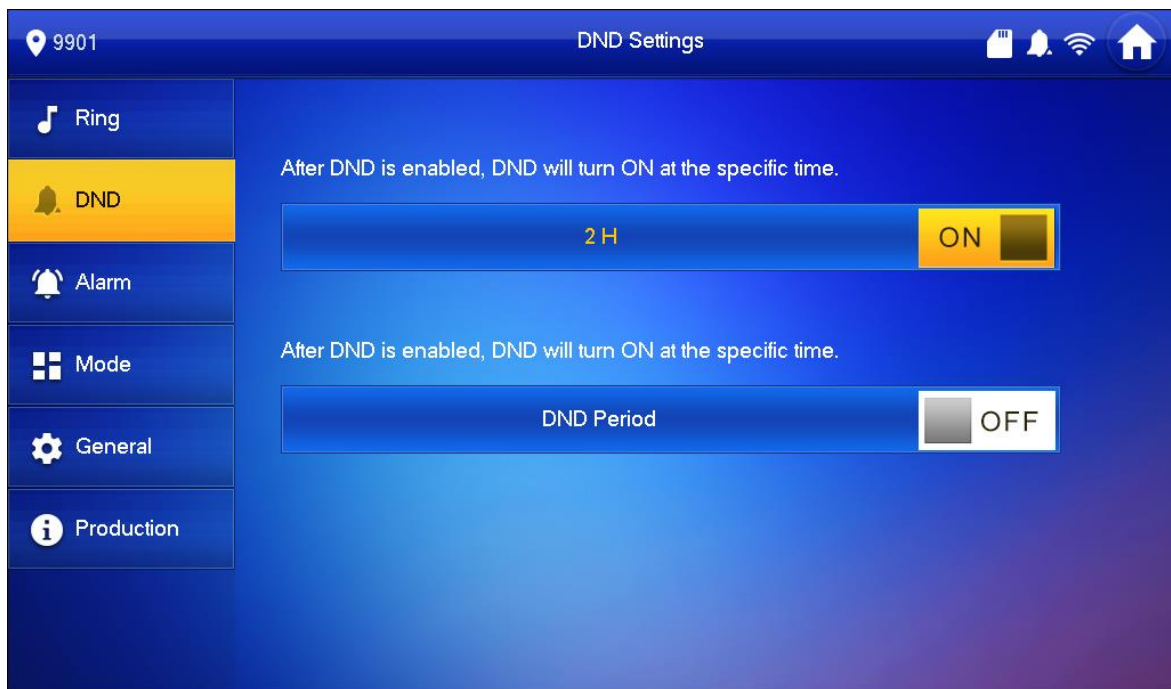 9901
DND Settings
Ring
DND
Alarm
Mode
General
Production
After DND is enabled, DND will turn ON at the specific time.
2 H
ON
After DND is enabled, DND will turn ON at the specific time.
DND Period
OFF